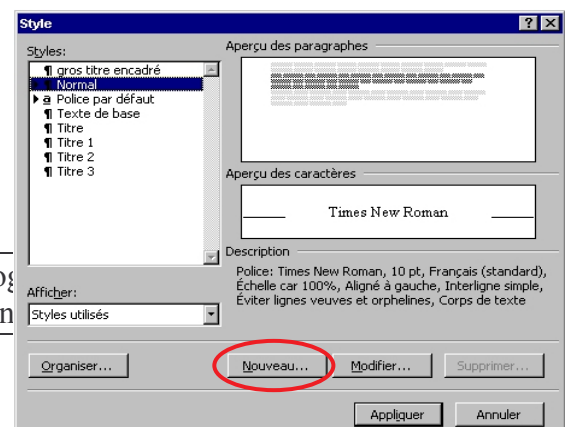 Style
Styles:
gros titre encadré
Normal
a Police par défaut
Texte de base
Titre
Titre 1
Titre 2
Titre 3
Aperçu des paragraphes
Aperçu des caractères
Times New Roman
Description
Police: Times New Roman, 10 pt, Français (standard),
Échelle car 100%, Aligné à gauche, Interligne simple,
Éviter lignes veuves et orphelines, Corps de texte
Afficher:
Styles utilisés
Organiser...
Nouveau...
Modifier...
Supprimer...
Appliquer
Annuler